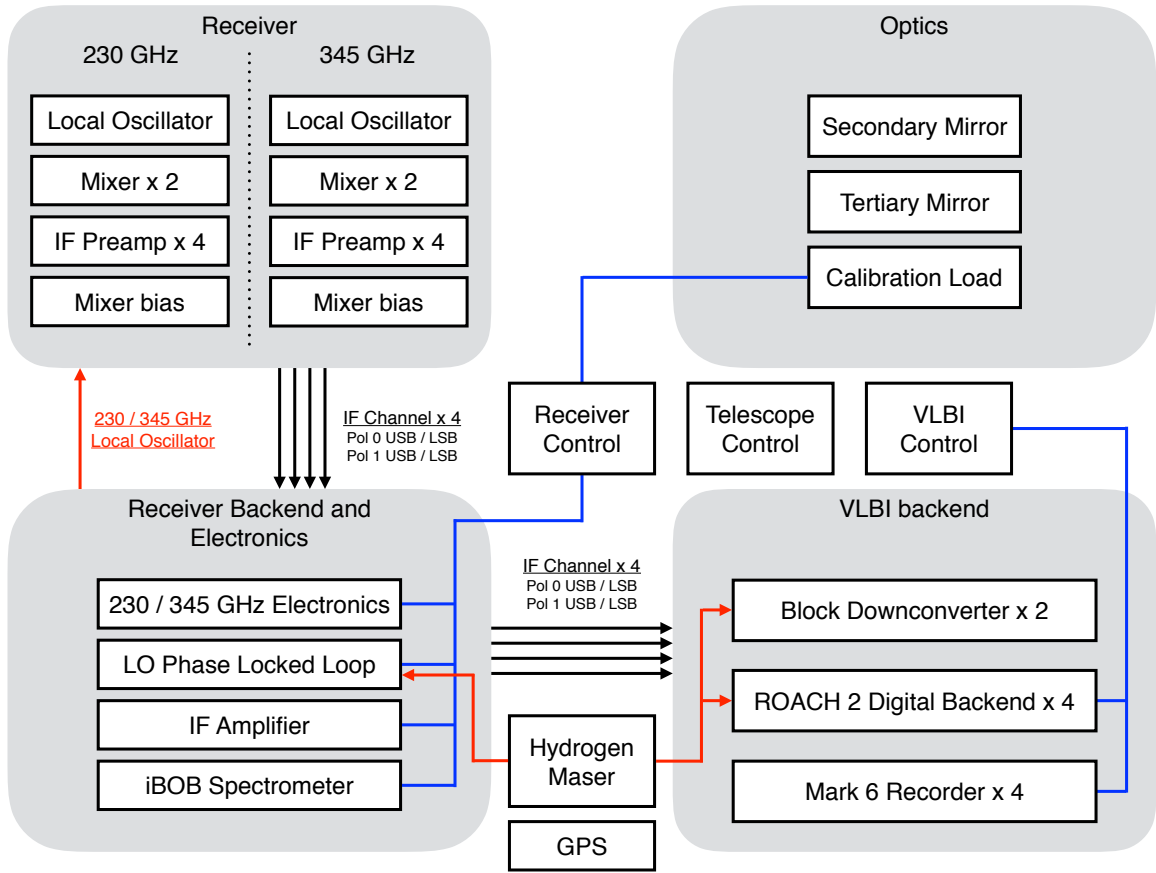 Receiver
230 GHz
345 GHz
Local Oscillator
Mixer x 2
IF Preamp x 4
Mixer bias
Local Oscillator
Mixer x 2
IF Preamp x 4
Mixer bias
Optics
Secondary Mirror
Tertiary Mirror
Calibration Load
230 / 345 GHz
Local Oscillator
IF Channel x 4
Pol 0 USB / LSB
Pol 1 USB / LSB
Receiver
Control
Telescope
Control
VLBI
Control
Receiver Backend and
Electronics
230 / 345 GHz Electronics
LO Phase Locked Loop
IF Amplifier
iBOB Spectrometer
IF Channel x 4
Pol 0 USB / LSB
Pol 1 USB / LSB
Hydrogen
Maser
GPS
VLBI backend
Block Downconverter x 2
ROACH 2 Digital Backend x 4
Mark 6 Recorder x 4